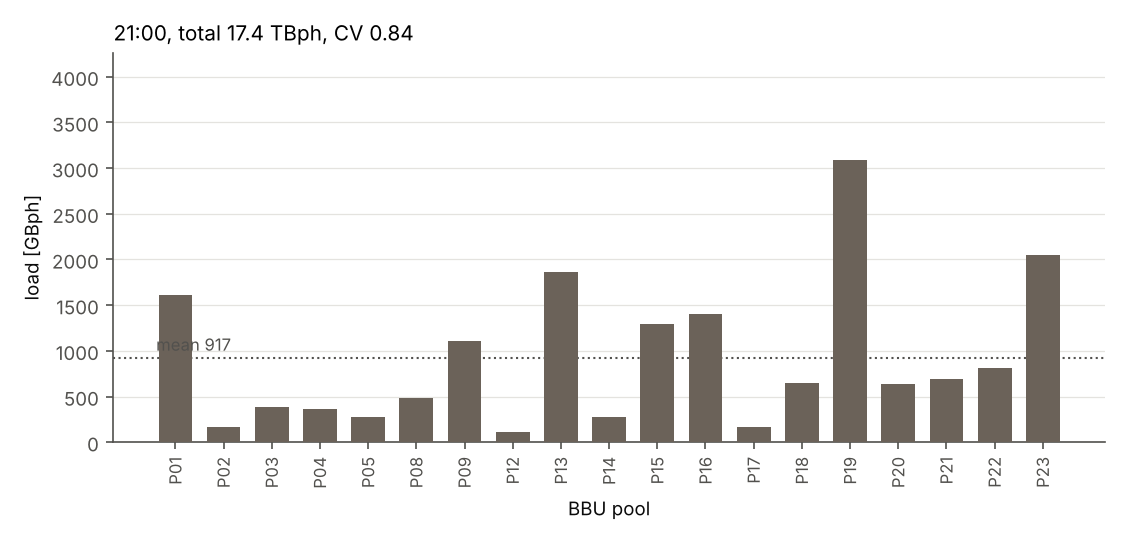 21:00, total 17.4 TBph, CV 0.84
load [GBph]
4000
3500
3000
2500
2000
1500
1000
500
0
mean 917
P01 P02 P03 P04 P05 P08 P09 P12 P13 P14 P15 P16 P17 P18 P19 P20 P21 P22 P23
BBU pool